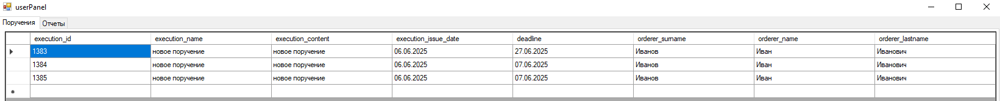 userPanel
Поручения Отчеты
execution_id execution_name execution_content execution_issue_date deadline orderer_surname orderer_name orderer_lastname
1383 новое поручение новое поручение 06.06.2025 27.06.2025 Иванов Иван Иванович
1384 новое поручение новое поручение 06.06.2025 07.06.2025 Иванов Иван Иванович
1385 новое поручение новое поручение 06.06.2025 07.06.2025 Иванов Иван Иванович